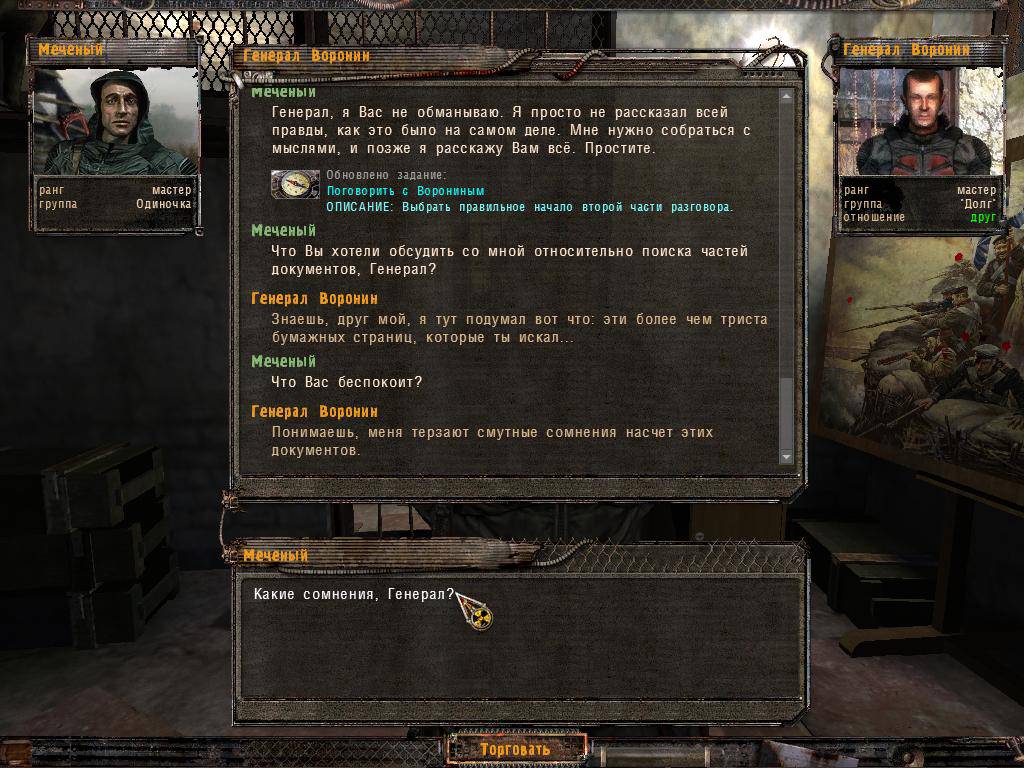 Меченый
ранг мастер
группа Одиночка
Генерал Воронин
Меченый
Генерал, я Вас не обманываю. Я просто не рассказал всей
правды, как это было на самом деле. Мне нужно собраться с
мыслями, и позже я расскажу Вам всё. Простите.
Обновлено задание:
Поговорить с Ворониным
ОПИСАНИЕ: Выбрать правильное начало второй части разговора.
Меченый
Что Вы хотели обсудить со мной относительно поиска частей
документов, Генерал?
Генерал Воронин
Знаешь, друг мой, я тут подумал вот что: эти более чем триста
бумажных страниц, которые ты искал...
Меченый
Что Вас беспокоит?
Генерал Воронин
Понимаешь, меня терзают смутные сомнения насчет этих
документов.
Генерал Воронин
ранг мастер
группа "Долг"
отношение друг
Меченый
Какие сомнения, Генерал?
Торговать